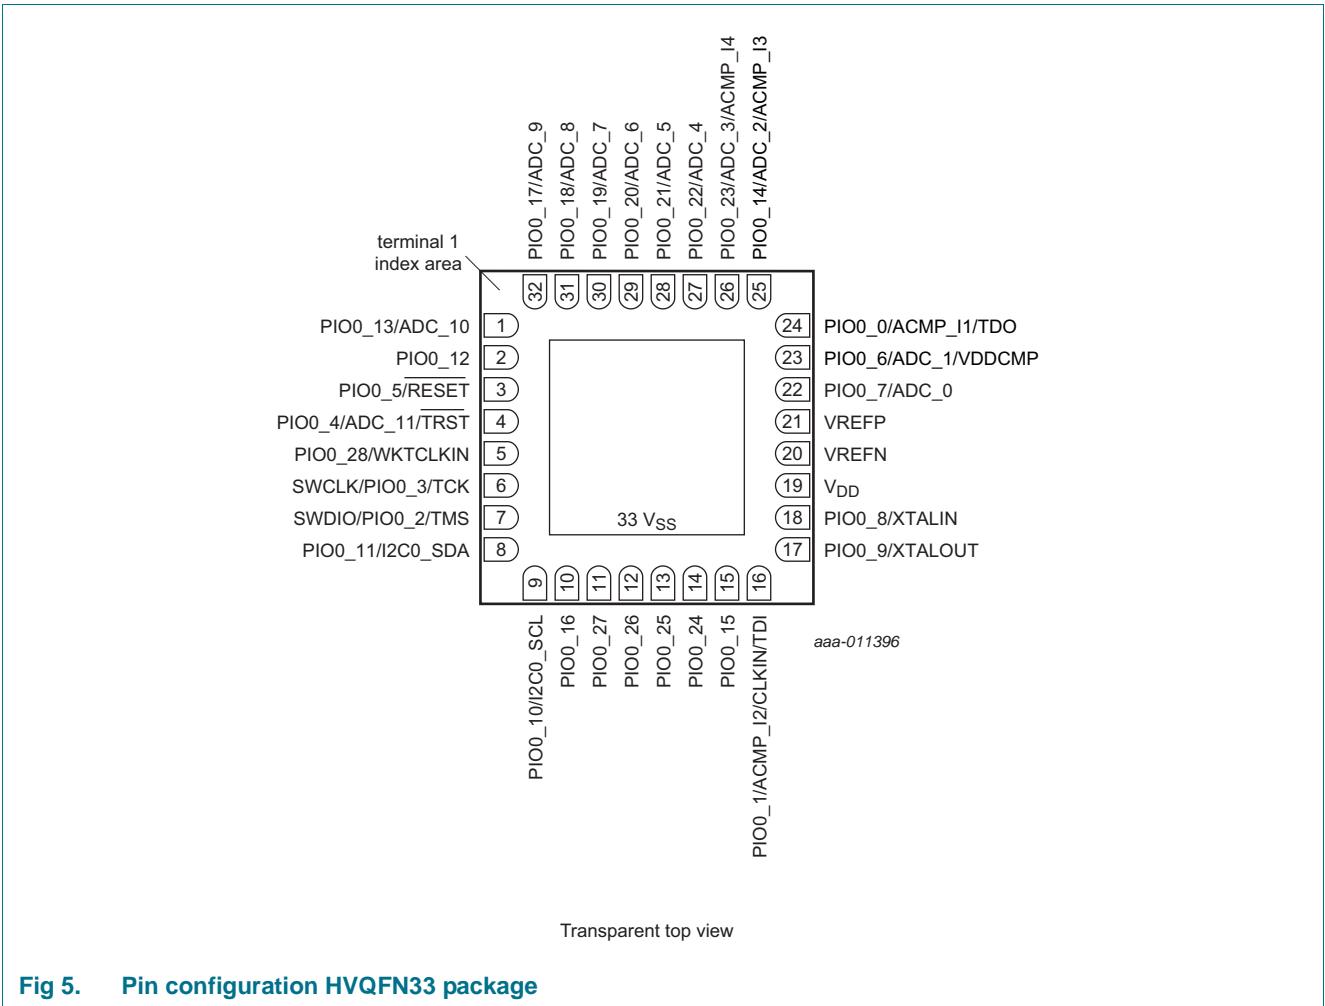 PIO0_17/ADC_9
PIO0_18/ADC_8
PIO0_19/ADC_7
PIO0_20/ADC_6
PIO0_21/ADC_5
PIO0_22/ADC_4
PIO0_23/ADC_3/ACMP_I4
PIO0_14/ADC_2/ACMP_I3
terminal 1
index area
32
31
30
29
28
27
26
25
PIO0_13/ADC_10 1
PIO0_12 2
PIO0_5/RESET 3
PIO0_4/ADC_11/TRST 4
PIO0_28/WKTCLKIN 5
SWCLK/PIO0_3/TCK 6
SWDIO/PIO0_2/TMS 7
PIO0_11/I2C0_SDA 8
24 PIO0_0/ACMP_I1/TDO
23 PIO0_6/ADC_1/VDDCMP
22 PIO0_7/ADC_0
21 VREFP
20 VREFN
19 VDD
18 PIO0_8/XTALIN
17 PIO0_9/XTALOUT
33 VSS
9
10
11
12
13
14
15
16
PIO0_10/I2C0_SCL
PIO0_16
PIO0_27
PIO0_26
PIO0_25
PIO0_24
PIO0_15
PIO0_1/ACMP_I2/CLKIN/TDI
aaa-011396
Transparent top view
Fig 5. Pin configuration HVQFN33 package